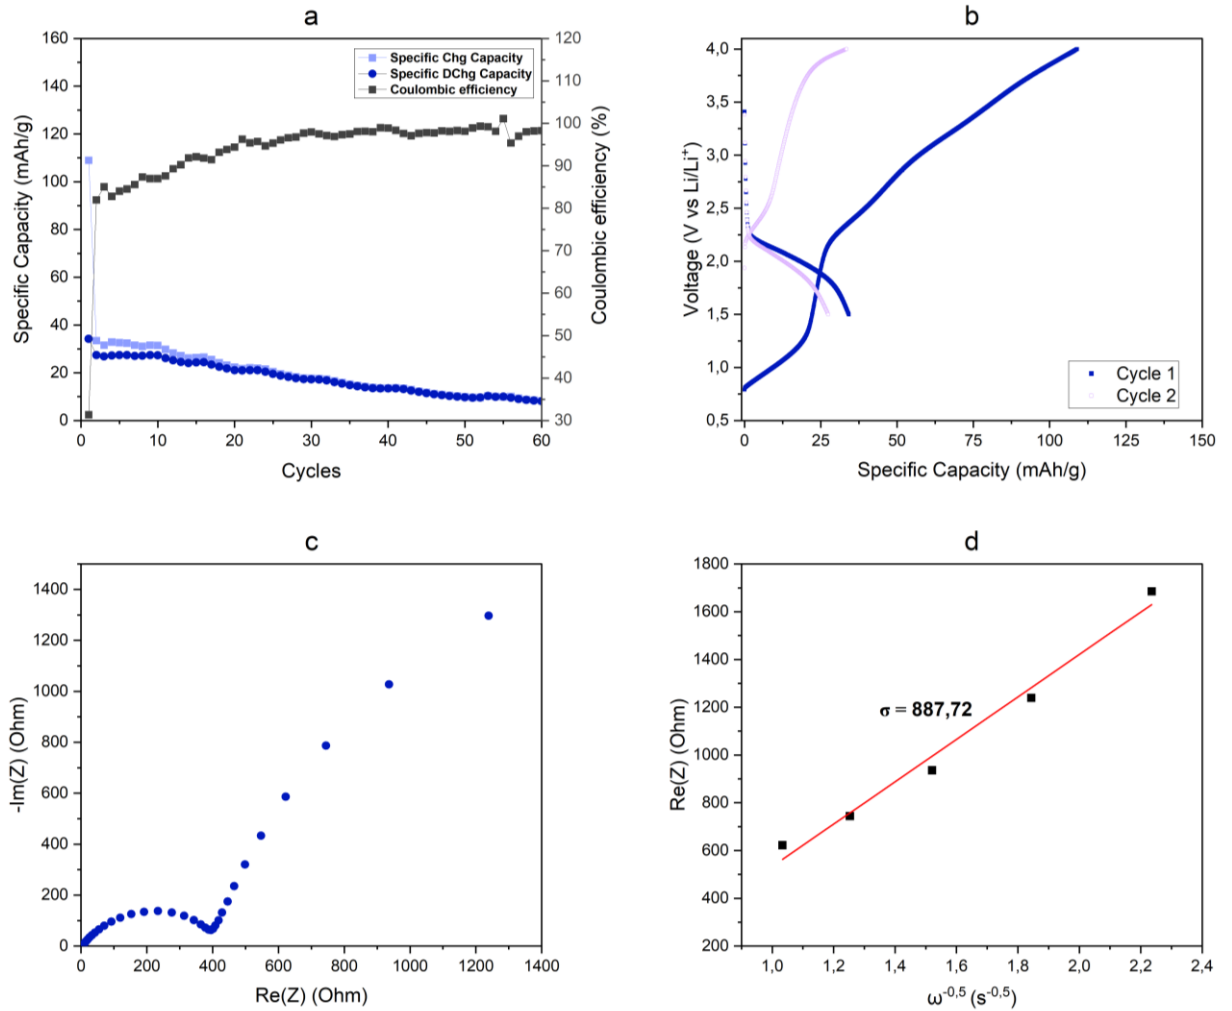 a
160
140
120
100
80
60
40
20
0
Specific Capacity (mAh/g)
120
110
100
90
80
70
60
50
40
30
Coulombic efficiency (%)
Specific Chg Capacity
Specific DChg Capacity
Coulombic efficiency
0 10 20 30 40 50 60
Cycles
b
4,0
3,5
3,0
2,5
2,0
1,5
1,0
0,5
Voltage (V vs Li/Li⁺)
Cycle 1
Cycle 2
0 25 50 75 100 125 150
Specific Capacity (mAh/g)
c
1400
1200
1000
800
600
400
200
0
-Im(Z) (Ohm)
0 200 400 600 800 1000 1200 1400
Re(Z) (Ohm)
d
1800
1600
1400
1200
1000
800
600
400
200
Re(Z) (Ohm)
σ = 887,72
1,0 1,2 1,4 1,6 1,8 2,0 2,2 2,4
ω⁻⁰,⁵ (s⁻⁰,⁵)